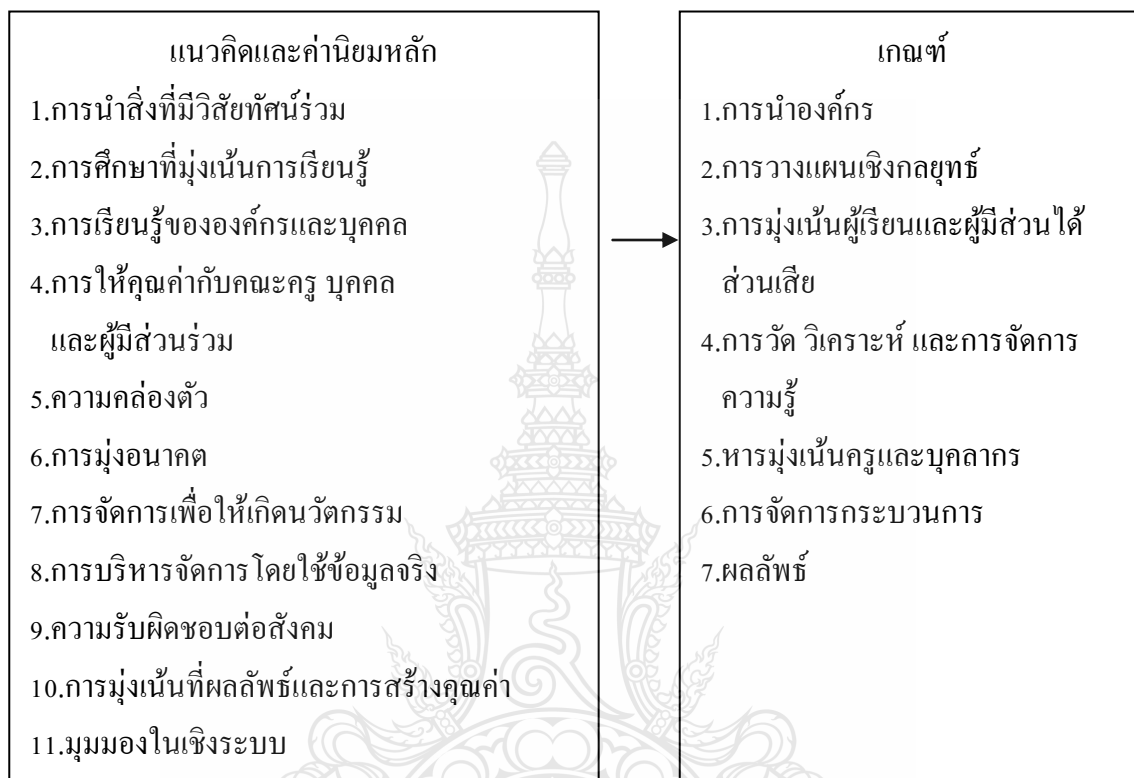 แนวคิดและค่านิยมหลัก
1.การนำสิ่งที่มีวิสัยทัศน์ร่วม
2.การศึกษาที่มุ่งเน้นการเรียนรู้
3.การเรียนรู้ขององค์กรและบุคคล
4.การให้คุณค่ากับคณะครู บุคคล
และผู้มีส่วนร่วม
5.ความคล่องตัว
6.การมุ่งอนาคต
7.การจัดการเพื่อให้เกิดนวัตกรรม
8.การบริหารจัดการโดยใช้ข้อมูลจริง
9.ความรับผิดชอบต่อสังคม
10.การมุ่งเน้นที่ผลลัพธ์และการสร้างคุณค่า
11.มุมมองในเชิงระบบ
เกณฑ์
1.การนำองค์กร
2.การวางแผนเชิงกลยุทธ์
3.การมุ่งเน้นผู้เรียนและผู้มีส่วนได้
ส่วนเสีย
4.การวัด วิเคราะห์ และการจัดการ
ความรู้
5.หารมุ่งเน้นครูและบุคลากร
6.การจัดการกระบวนการ
7.ผลลัพธ์